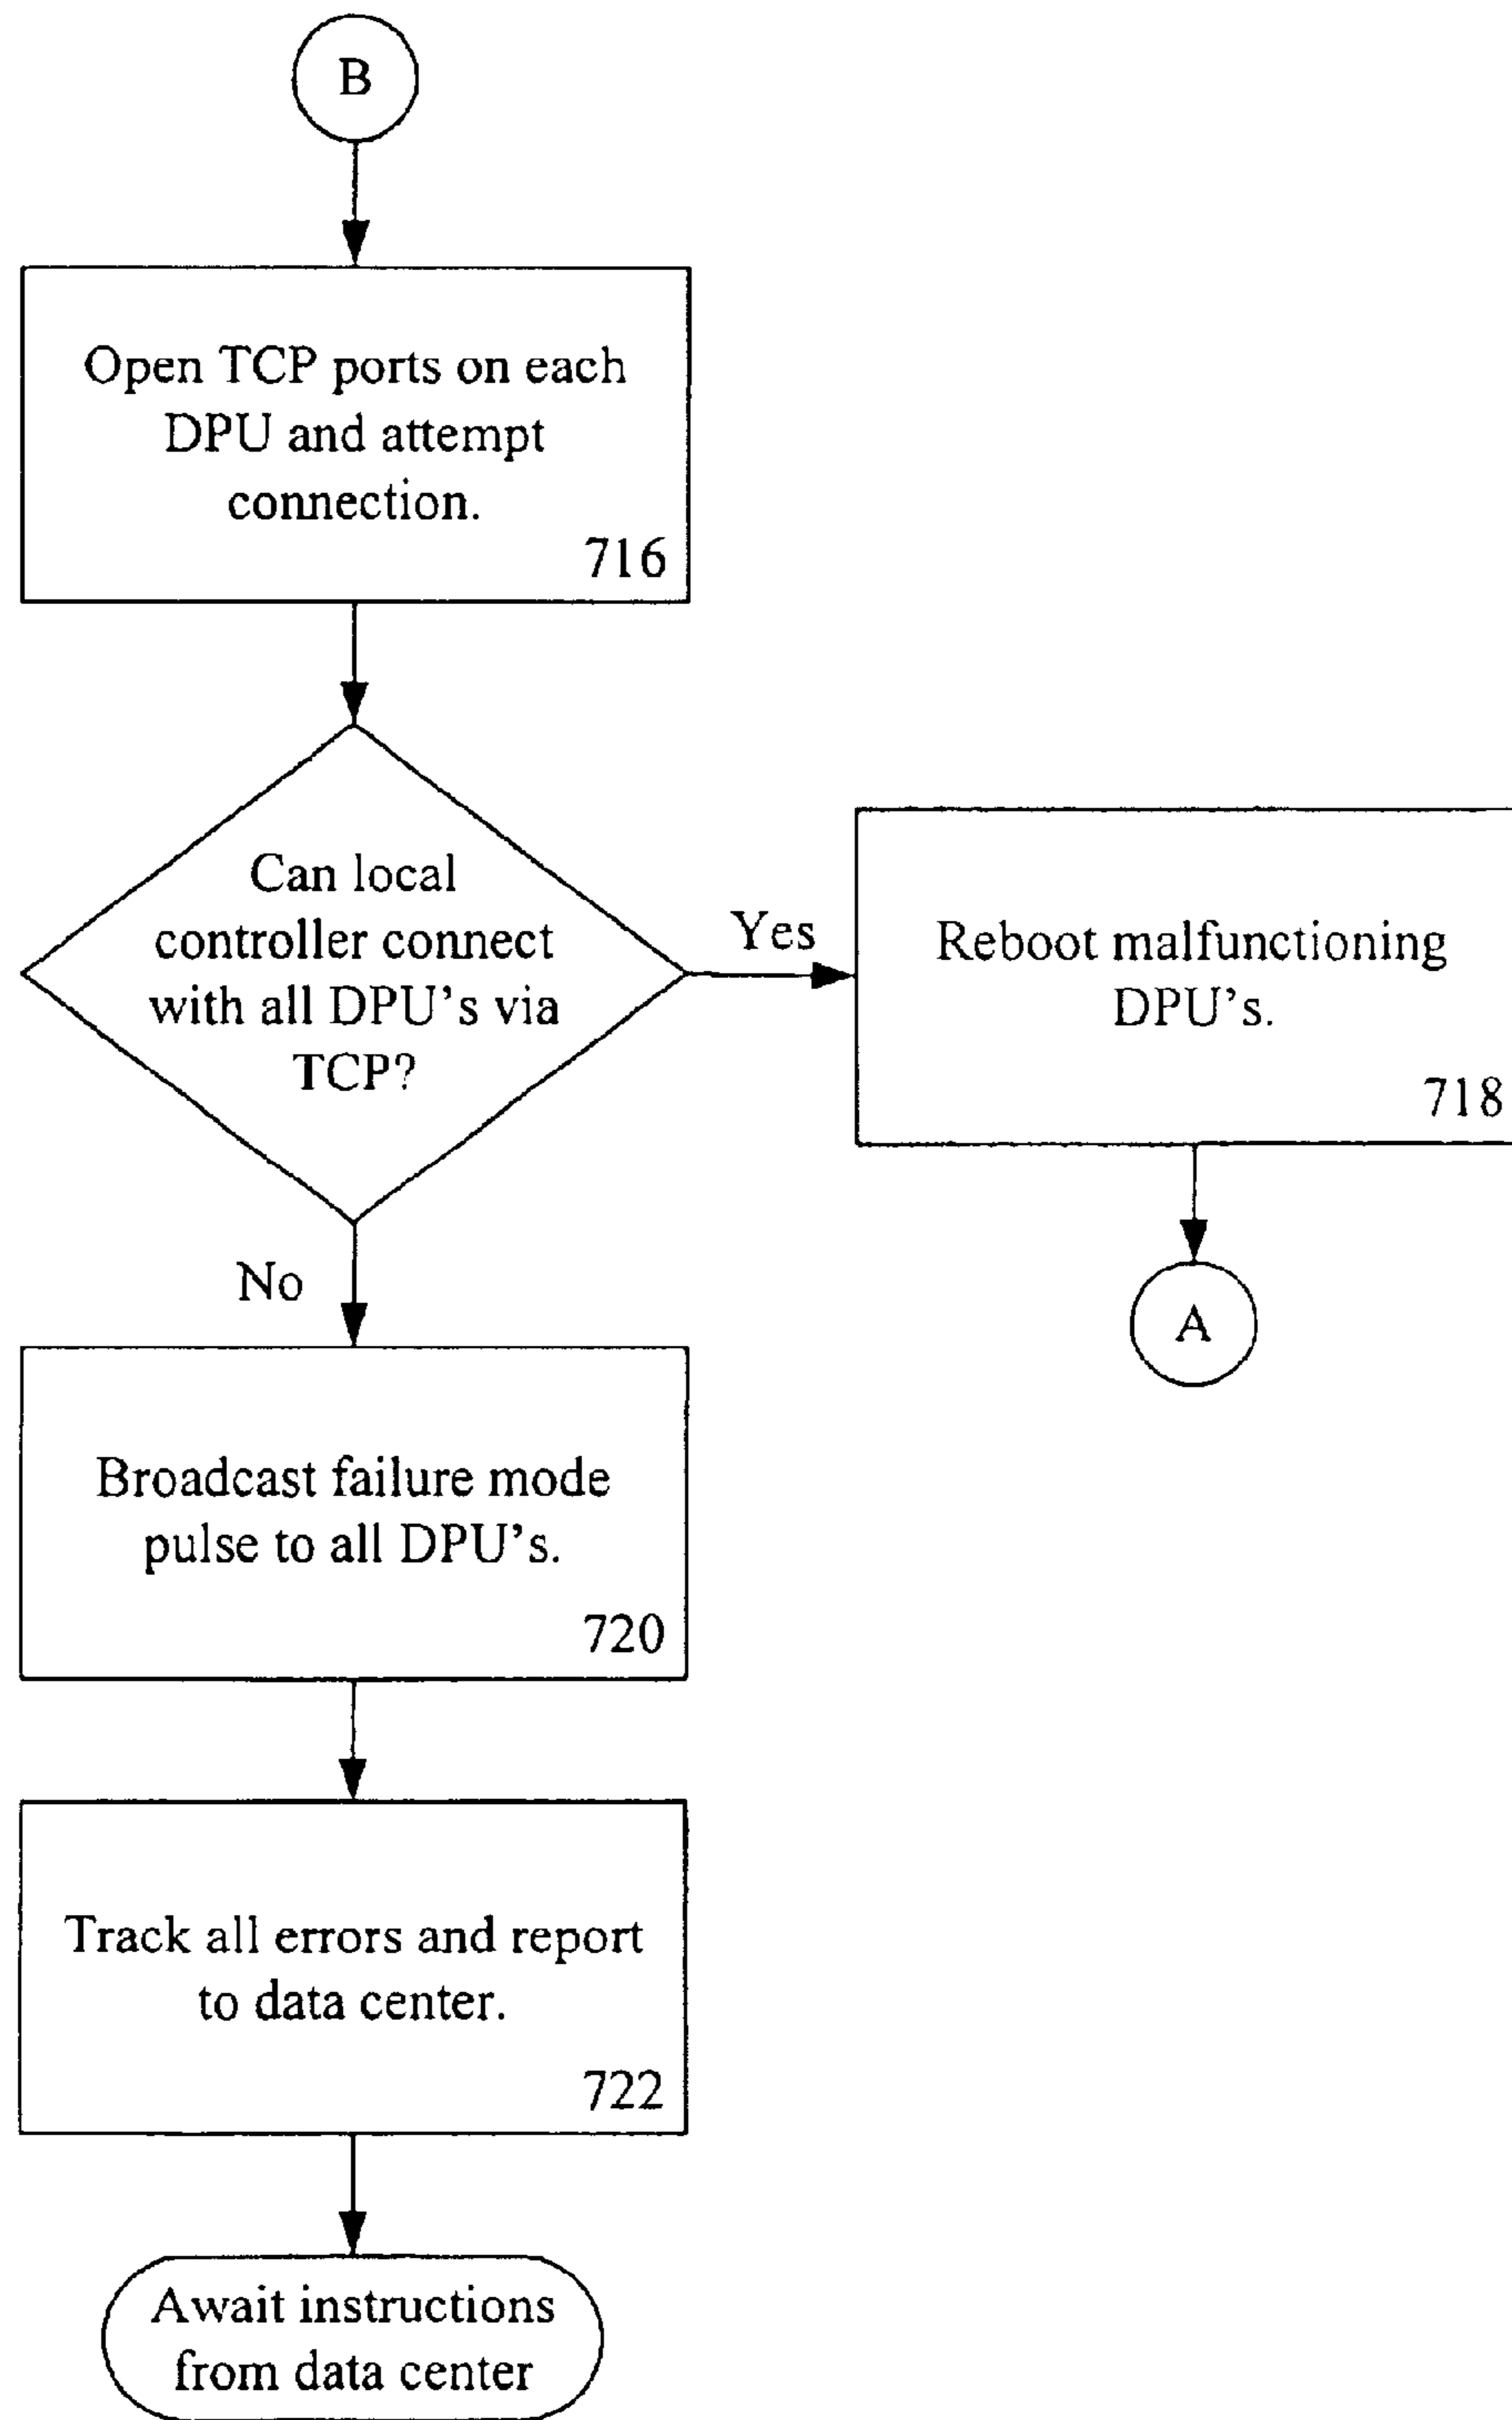 B
Open TCP ports on each
DPU and attempt
connection.
716
Can local
controller connect
with all DPU's via
TCP?
Yes
Reboot malfunctioning
DPU's.
718
A
No
Broadcast failure mode
pulse to all DPU's.
720
Track all errors and report
to data center.
722
Await instructions
from data center